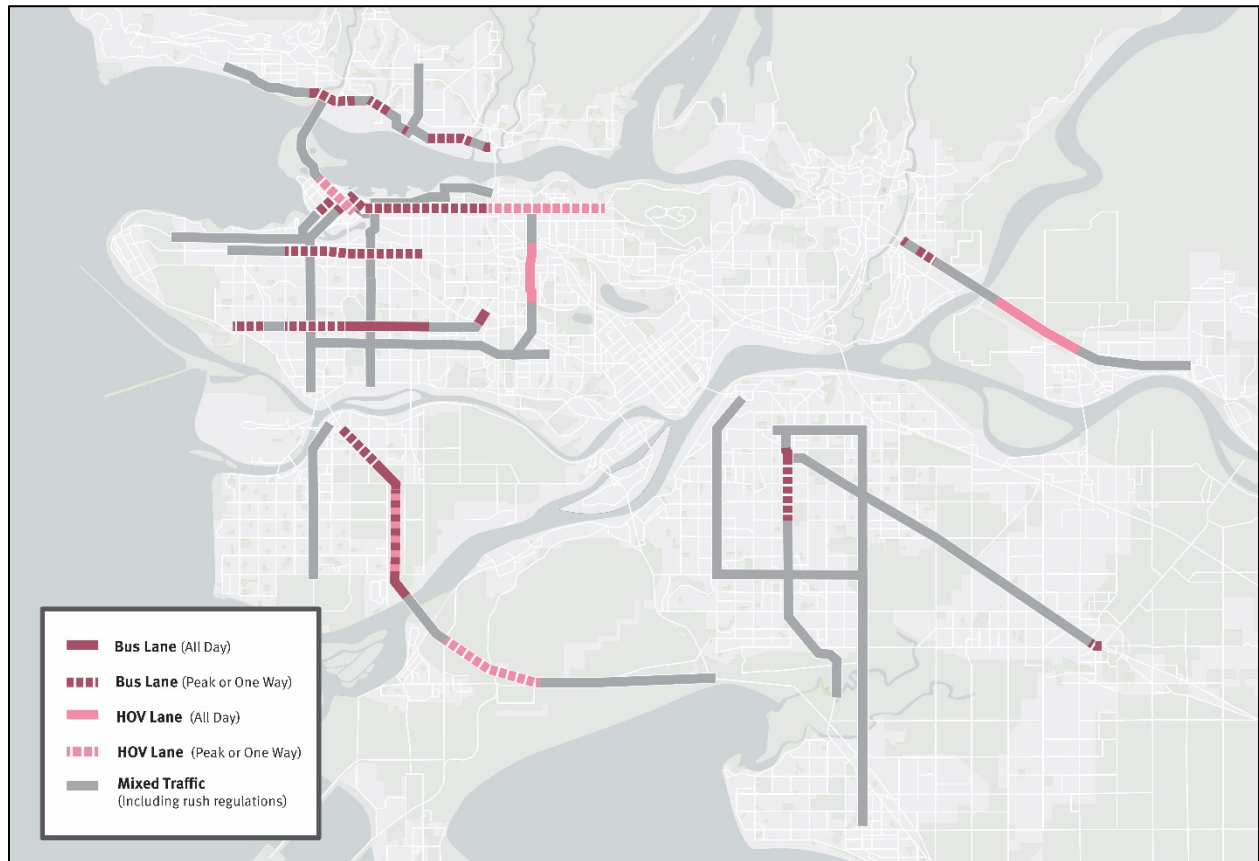 Bus Lane (All Day)
Bus Lane (Peak or One Way)
HOV Lane (All Day)
HOV Lane (Peak or One Way)
Mixed Traffic
(Including rush regulations)